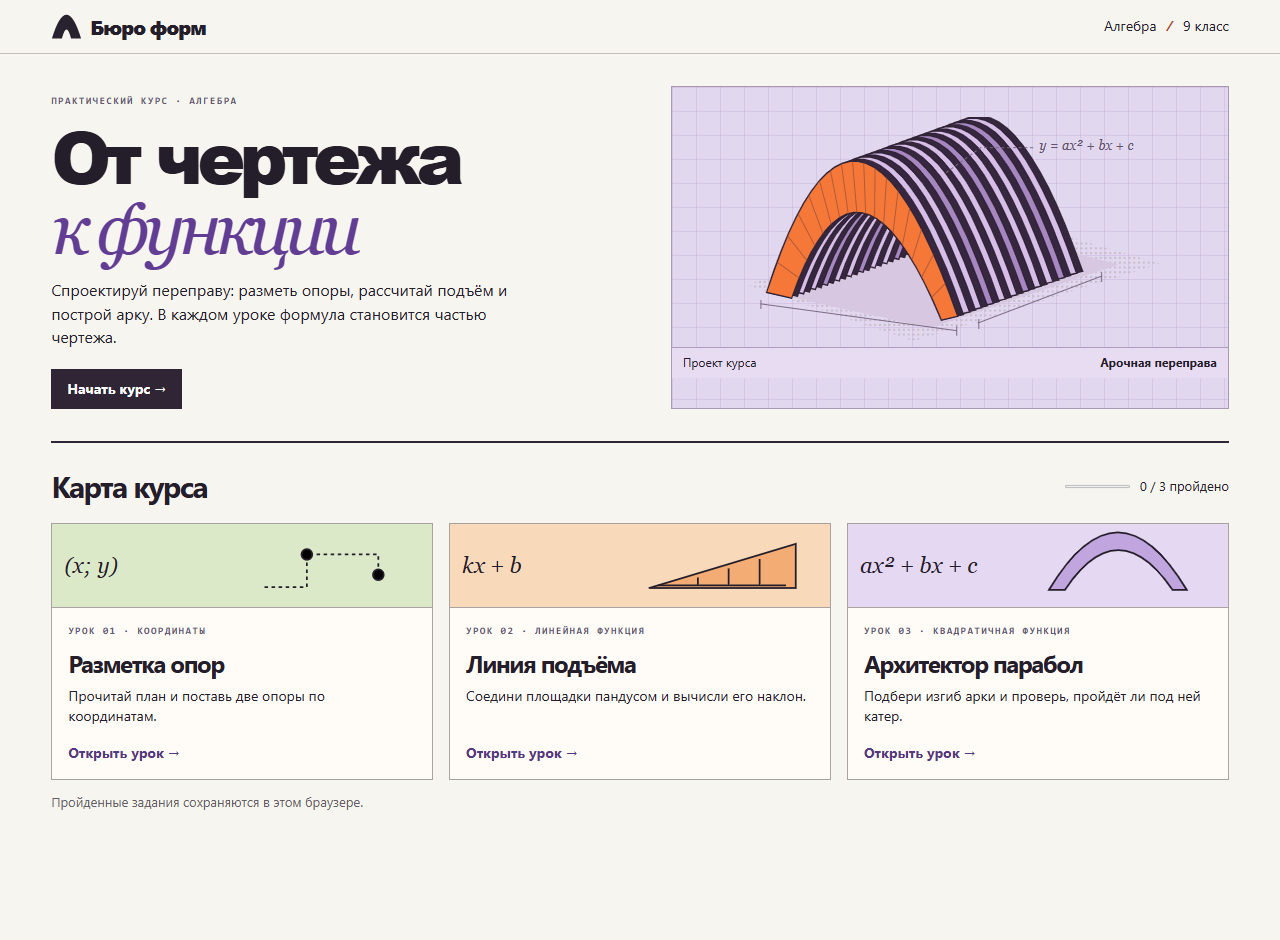 Бюро форм
Алгебра / 9 класс
ПРАКТИЧЕСКИЙ КУРС · АЛГЕБРА
От чертежа
к функции
Спроектируй переправу: разметь опоры, рассчитай подъём и
построй арку. В каждом уроке формула становится частью
чертежа.
Начать курс →
y = ax² + bx + c
Проект курса
Арочная переправа
Карта курса
0 / 3 пройдено
(x; y)
kx + b
ax² + bx + c
УРОК 01 · КООРДИНАТЫ
Разметка опор
Прочитай план и поставь две опоры по
координатам.
Открыть урок →
УРОК 02 · ЛИНЕЙНАЯ ФУНКЦИЯ
Линия подъёма
Соедини площадки пандусом и вычисли его наклон.
Открыть урок →
УРОК 03 · КВАДРАТИЧНАЯ ФУНКЦИЯ
Архитектор парабол
Подбери изгиб арки и проверь, пройдёт ли под ней
катер.
Открыть урок →
Пройденные задания сохраняются в этом браузере.